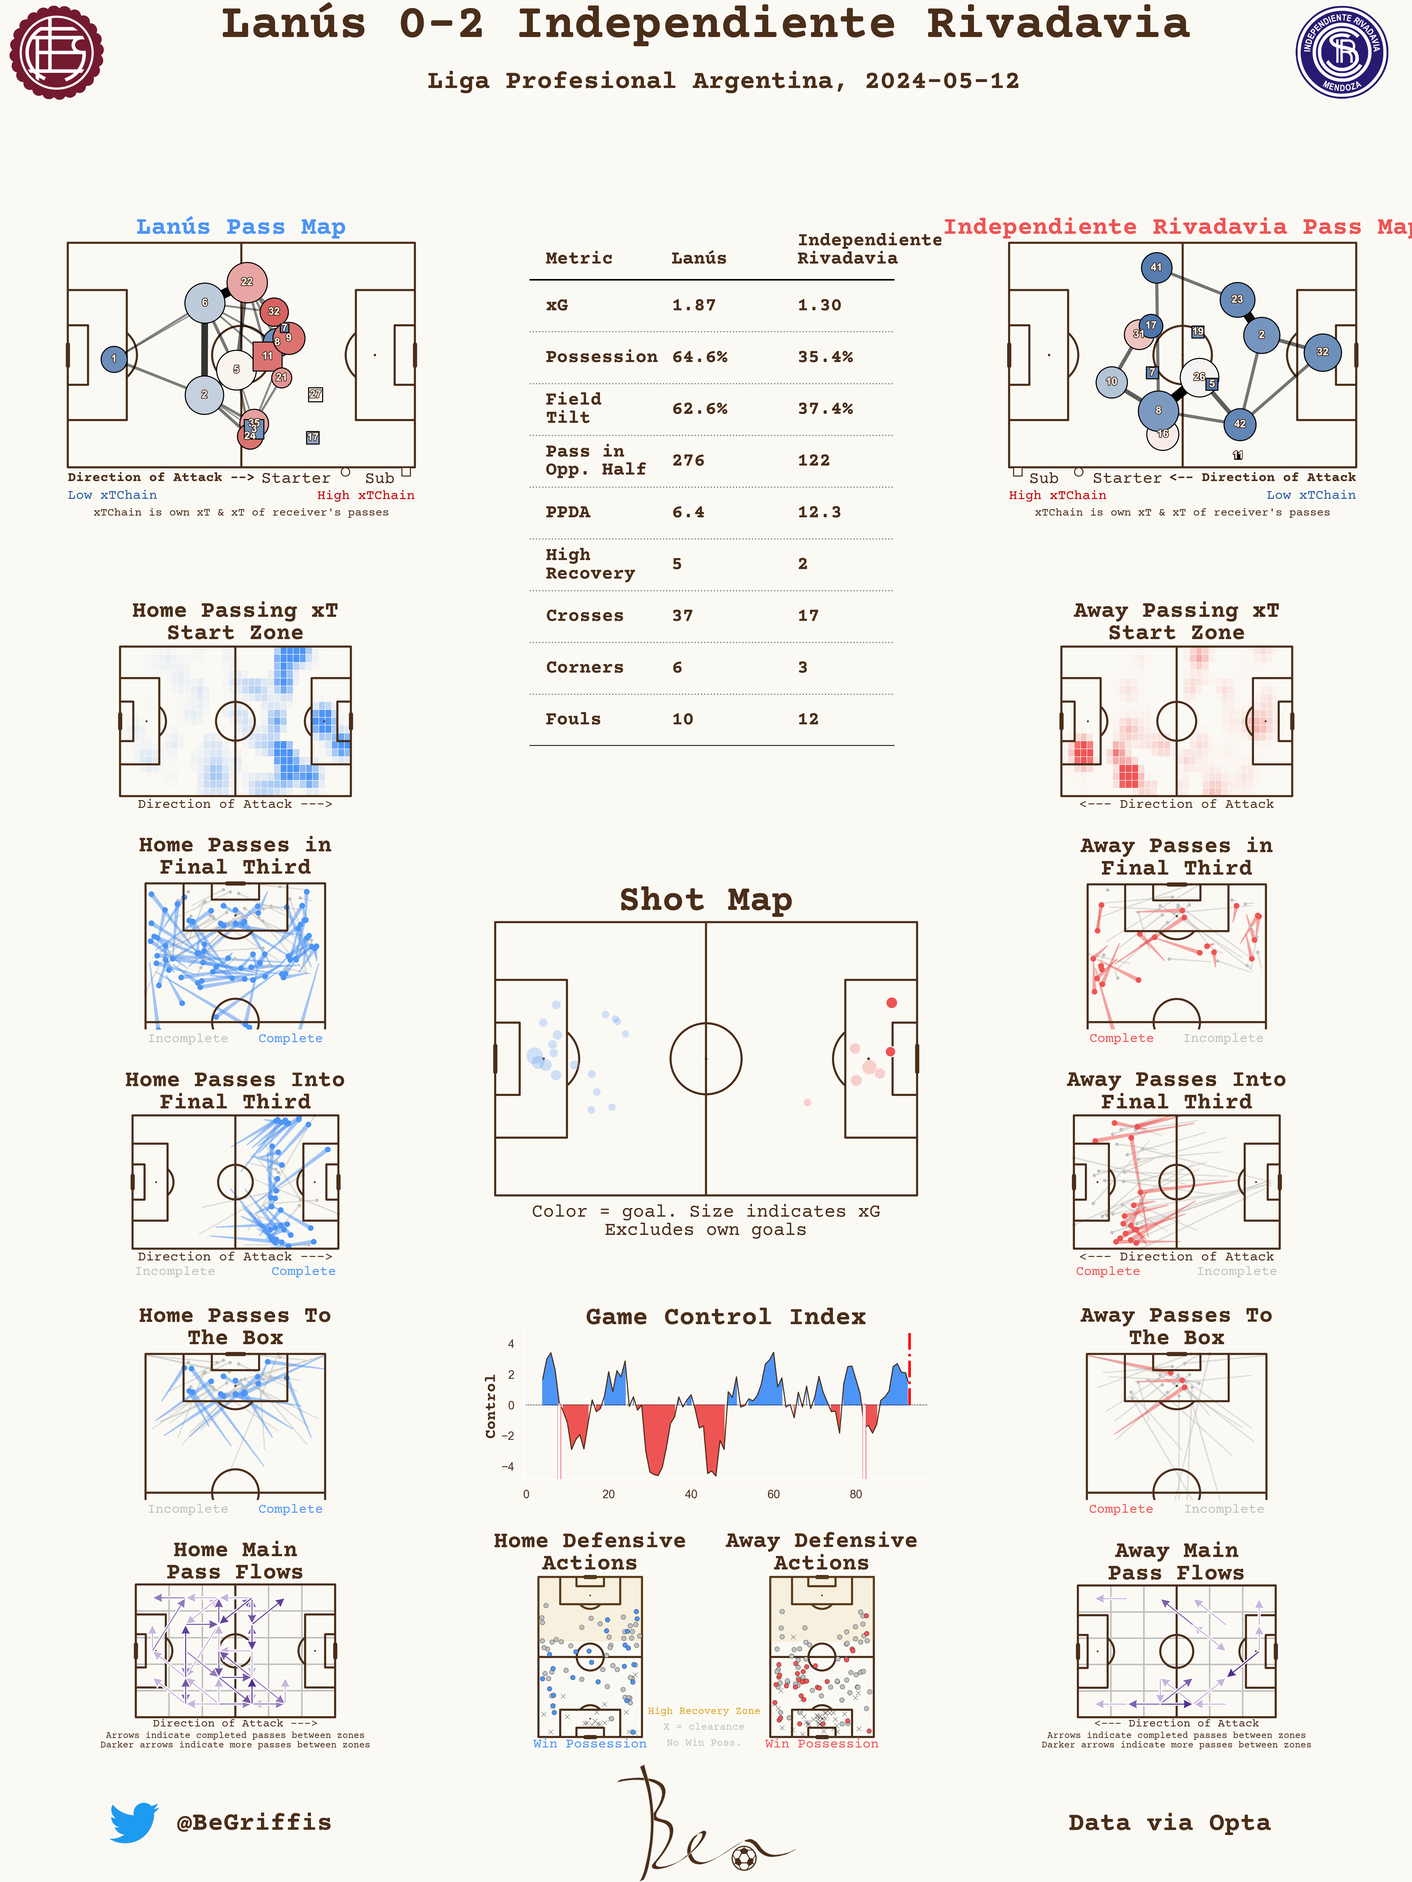 Lanús 0-2 Independiente Rivadavia
Liga Profesional Argentina, 2024-05-12
INDEPENDIENTE RIVADAVIA
MENDOZA
Lanús Pass Map
1
6
22
32
7
8
9
11
5
21
2
27
3
24
17
Direction of Attack --> Starter Sub
Low xTChain High xTChain
xTChain is own xT & xT of receiver's passes
Metric Lanús Independiente
Rivadavia
xG 1.87 1.30
Possession 64.6% 35.4%
Field
Tilt 62.6% 37.4%
Pass in
Opp. Half 276 122
PPDA 6.4 12.3
High
Recovery 5 2
Crosses 37 17
Corners 6 3
Fouls 10 12
Independiente Rivadavia Pass Map
41
23
17
31
19
2
32
7
10
26
5
8
42
16
11
Sub Starter <-- Direction of Attack
High xTChain Low xTChain
xTChain is own xT & xT of receiver's passes
Home Passing xT
Start Zone
Direction of Attack --->
Away Passing xT
Start Zone
<--- Direction of Attack
Home Passes in
Final Third
Incomplete Complete
Away Passes in
Final Third
Complete Incomplete
Shot Map
Color = goal. Size indicates xG
Excludes own goals
Home Passes Into
Final Third
Direction of Attack --->
Incomplete Complete
Away Passes Into
Final Third
<--- Direction of Attack
Complete Incomplete
Home Passes To
The Box
Incomplete Complete
Game Control Index
Control
4
2
0
−2
−4
0 20 40 60 80
Away Passes To
The Box
Complete Incomplete
Home Main
Pass Flows
Direction of Attack --->
Arrows indicate completed passes between zones
Darker arrows indicate more passes between zones
Home Defensive
Actions
Win Possession
Away Defensive
Actions
Win Possession
High Recovery Zone
X = clearance
No Win Poss.
Away Main
Pass Flows
<--- Direction of Attack
Arrows indicate completed passes between zones
Darker arrows indicate more passes between zones
@BeGriffis
Ben
Data via Opta